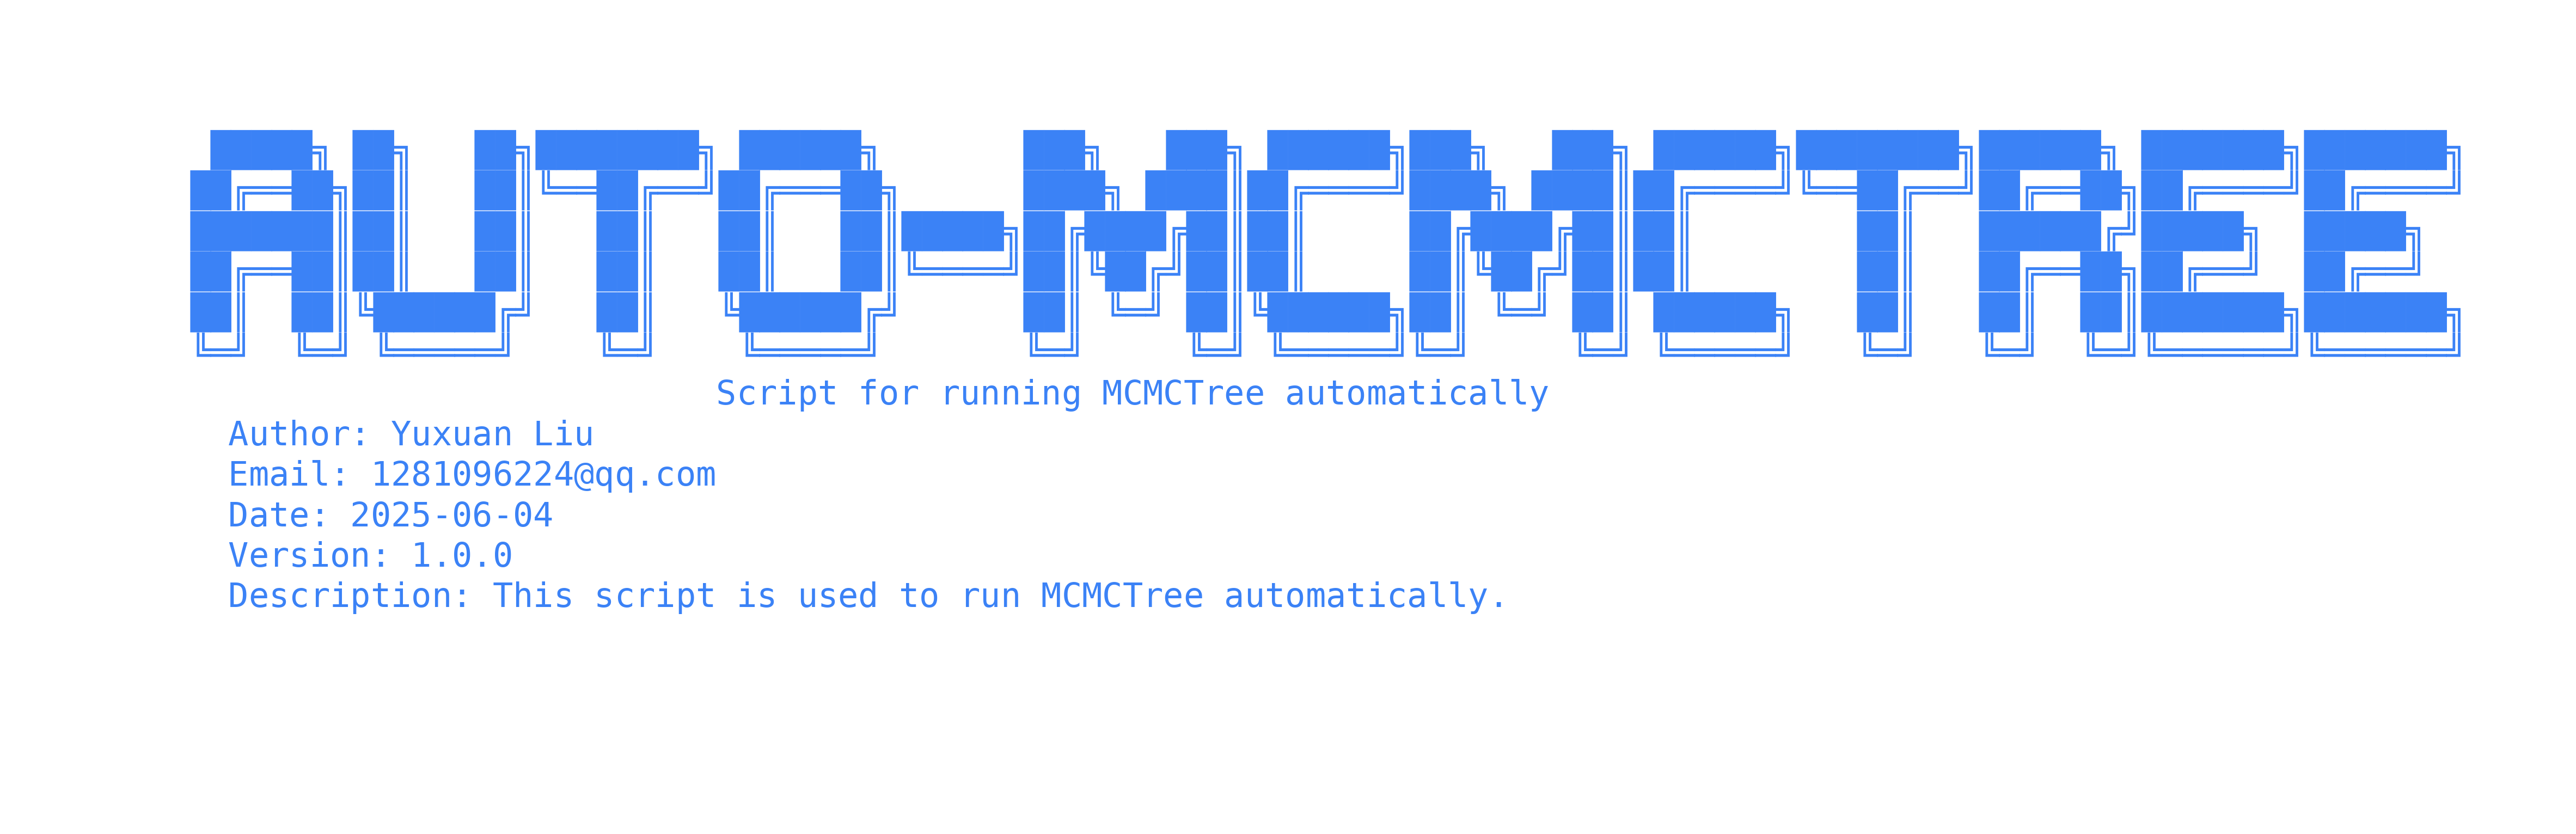 AUTO-MCMCTREE
Script for running MCMCTree automatically
Author: Yuxuan Liu
Email: 1281096224@qq.com
Date: 2025-06-04
Version: 1.0.0
Description: This script is used to run MCMCTree automatically.